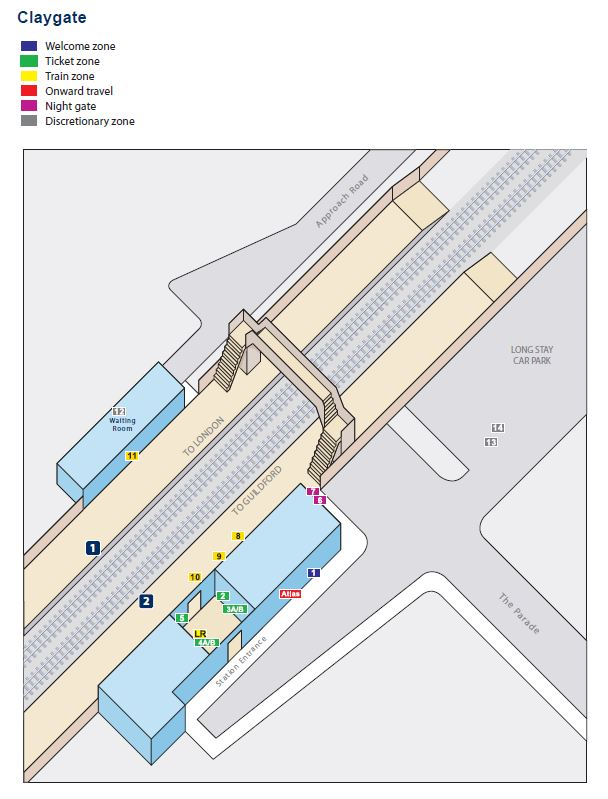 Claygate
Welcome zone
Ticket zone
Train zone
Onward travel
Night gate
Discretionary zone
Approach Road
LONG STAY
CAR PARK
12
Waiting
Room
11
TO LONDON
14
13
TO GUILDFORD
7
6
8
1
9
1
10
2
Atlas
2
3A/B
5
LR
4A/B
Station Entrance
The Parade